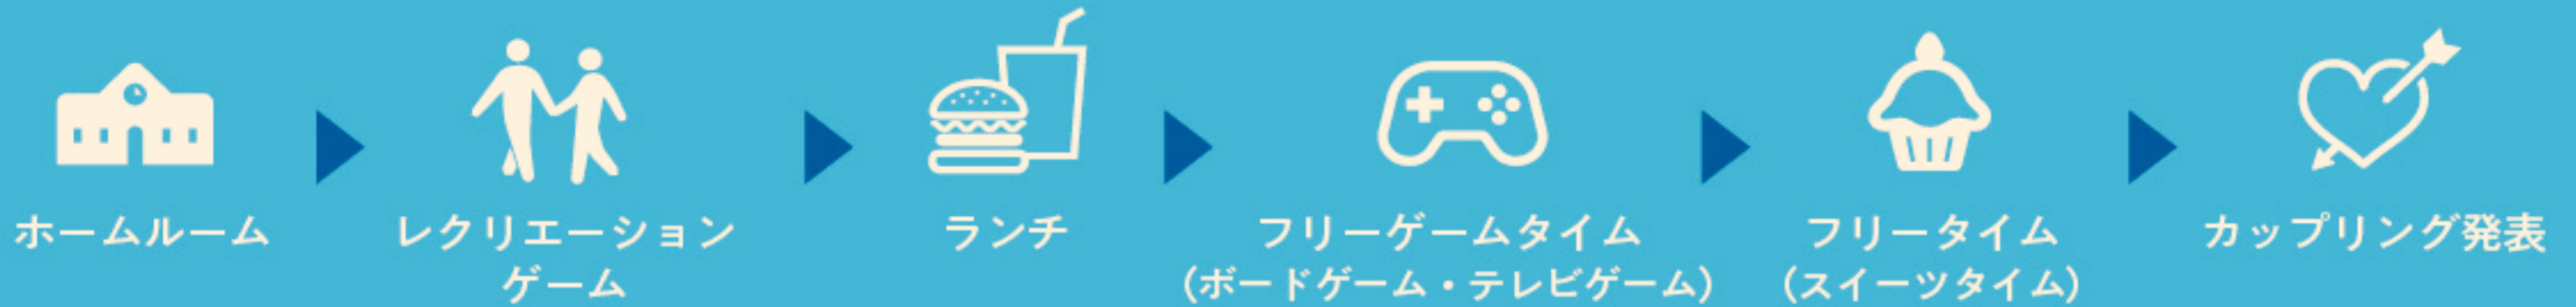 ホームルーム
レクリエーション
ゲーム
ランチ
フリーゲームタイム
（ボードゲーム・テレビゲーム）
フリータイム
（スイーツタイム）
カップリング発表